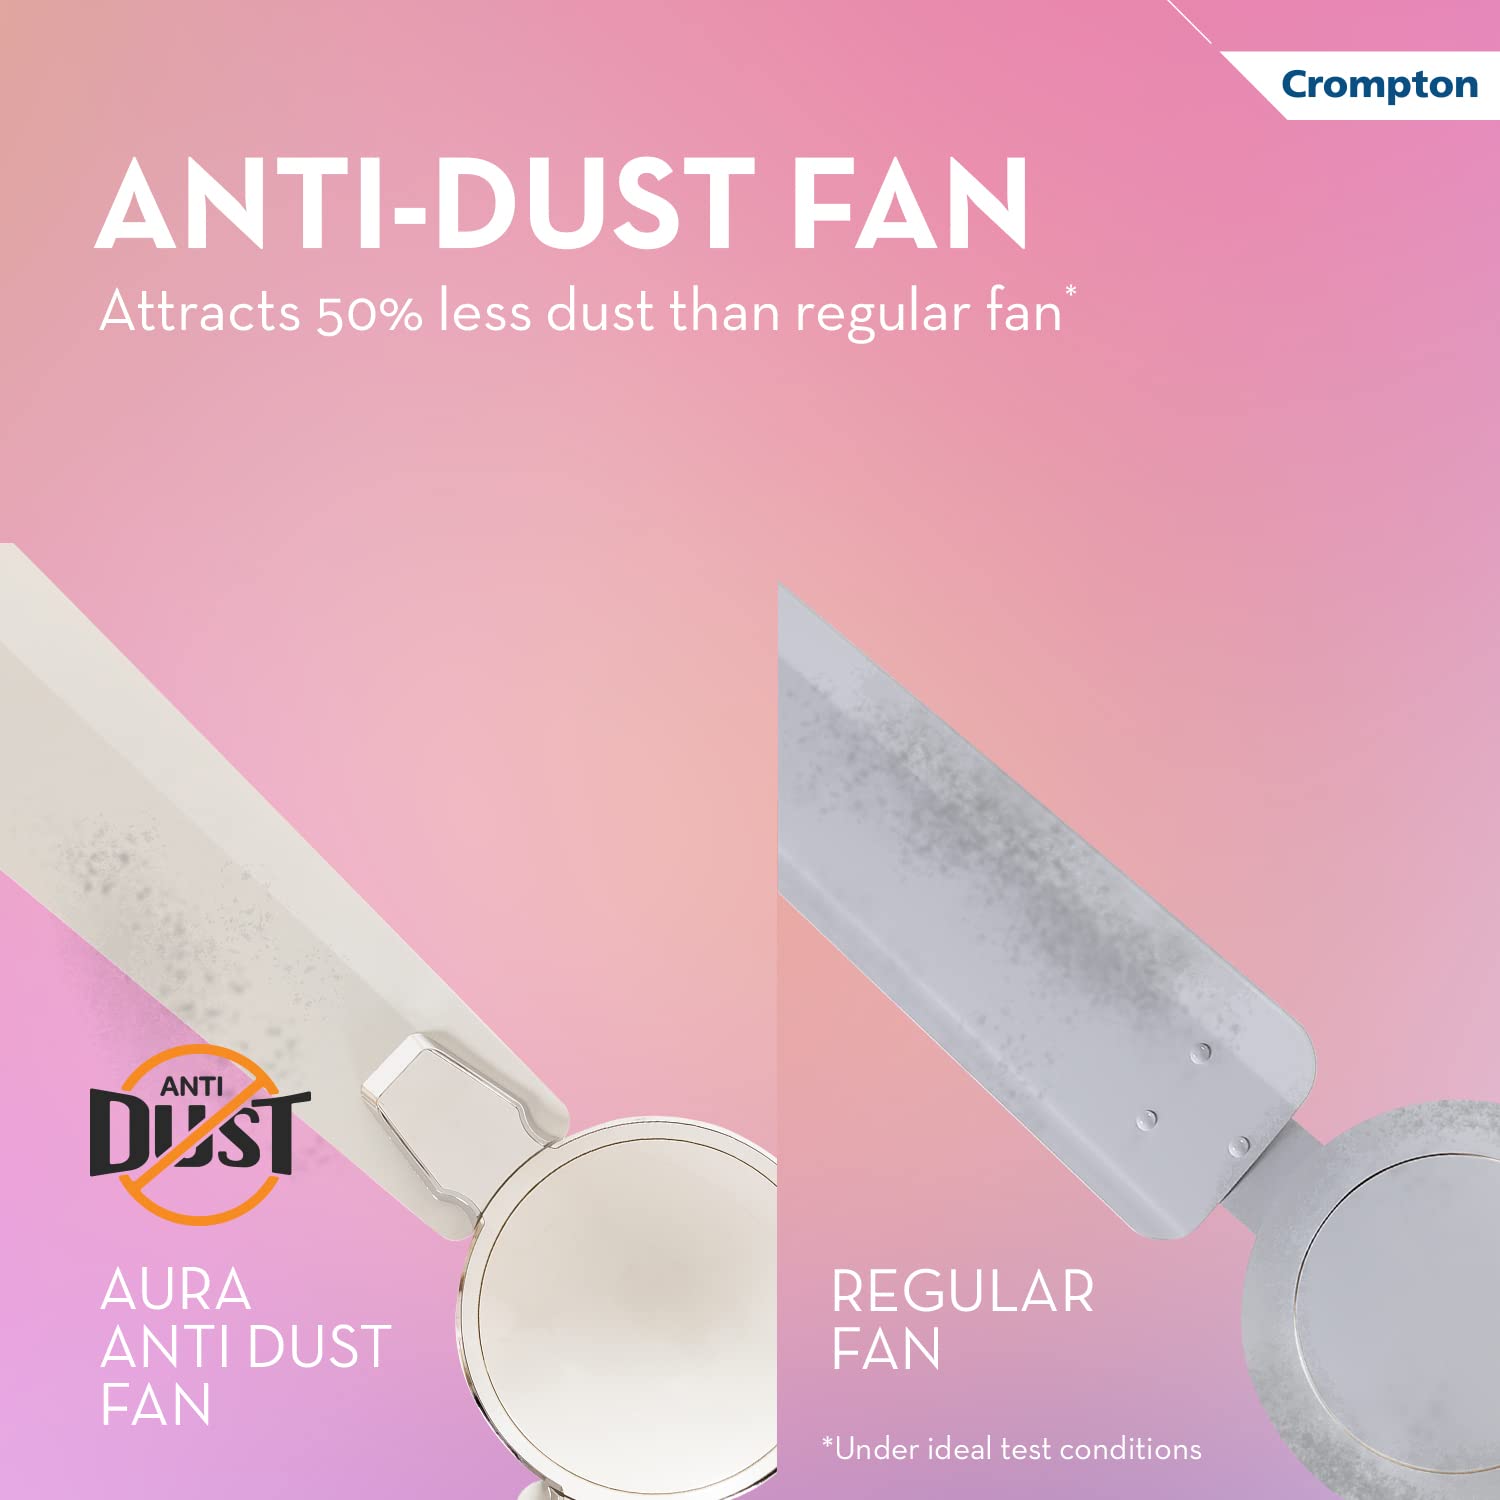 Crompton
ANTI-DUST FAN
Attracts 50% less dust than regular fan*
ANTI
DUST
AURA
ANTI DUST
FAN
REGULAR
FAN
*Under ideal test conditions